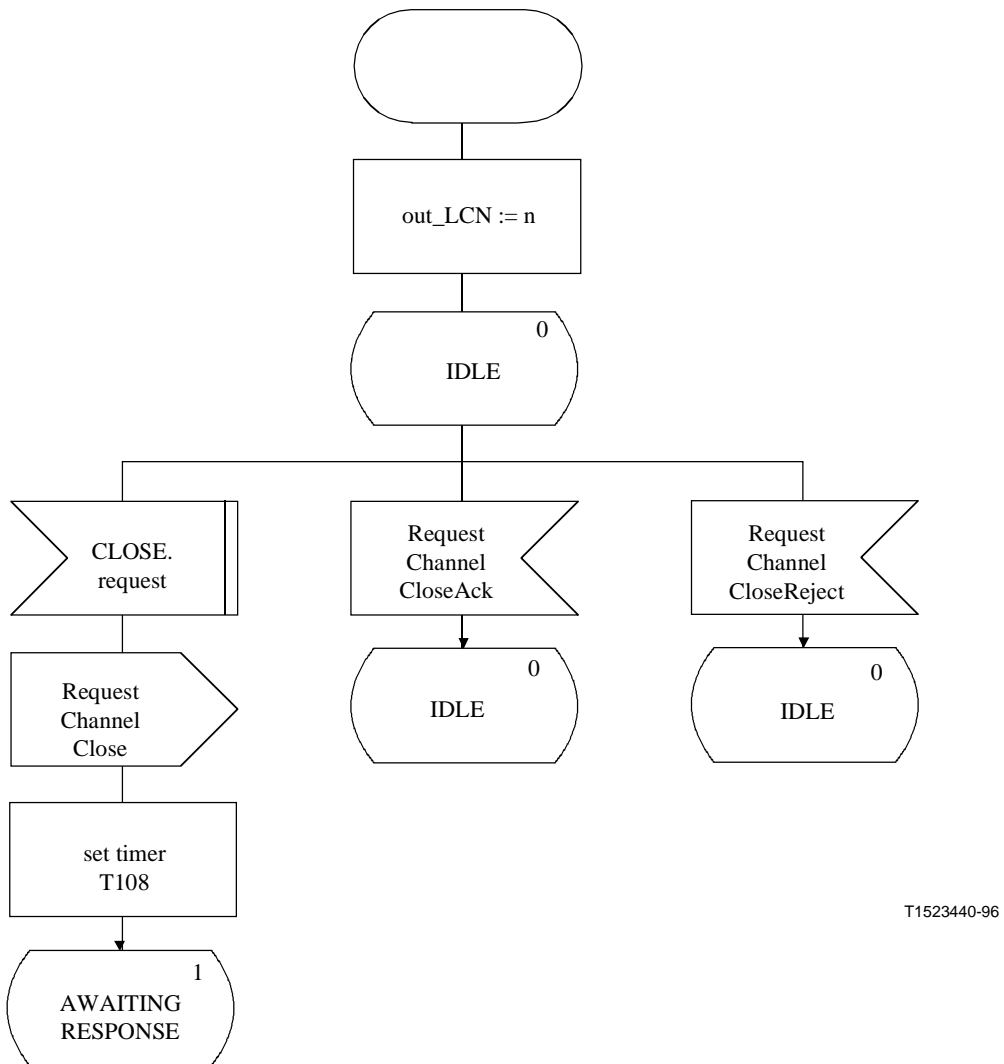 out_LCN := n
0
IDLE
CLOSE.
request
Request
Channel
CloseAck
Request
Channel
CloseReject
0
IDLE
0
IDLE
Request
Channel
Close
set timer
T108
T1523440-96
1
AWAITING
RESPONSE